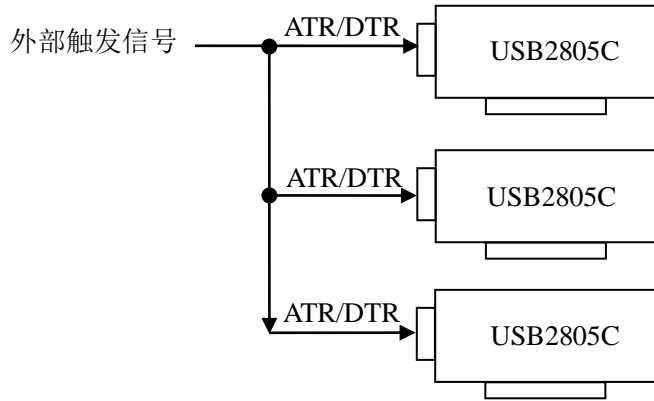 外部触发信号
ATR/DTR
USB2805C
ATR/DTR
USB2805C
ATR/DTR
USB2805C